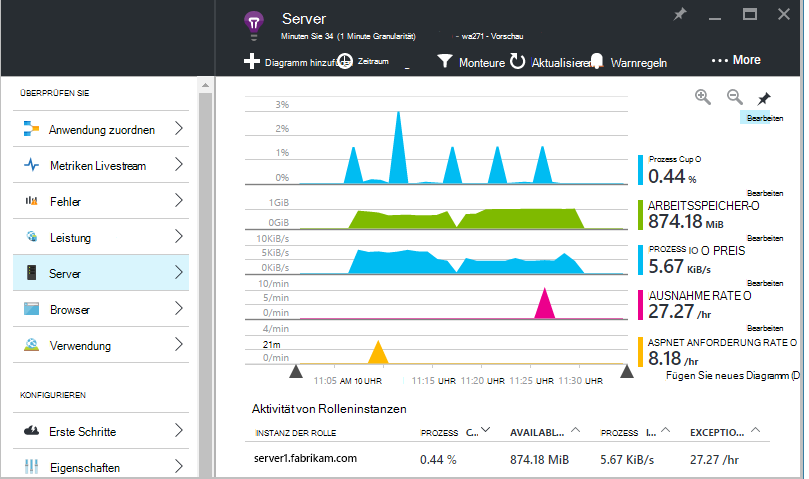 Server
Minuten Sie 34 (1 Minute Granularität) - wa271 - Vorschau
Diagramm hinzufüge Zeitraum Monteure Aktualisieren Warnregeln ••• More
ÜBERPRÜFEN SIE
Anwendung zuordnen
Metriken Livestream
Fehler
Leistung
Server
Browser
Verwendung
KONFIGURIEREN
Erste Schritte
Eigenschaften
Bearbeiten
3%
2%
1%
0%
Prozess Cup O
0.44 %
Bearbeiten
1GiB
0GiB
ARBEITSSPEICHER-O
874.18 MiB
Bearbeiten
10KiB/s
5KiB/s
0KiB/s
PROZESS IO O PREIS
5.67 KiB/s
Bearbeiten
10/min
5/min
0/min
AUSNAHME RATE O
27.27 /hr
Bearbeiten
4/min
21m
0/min
ASPNET ANFORDERUNG RATE O
8.18 /hr
Fügen Sie neues Diagramm (D
11:05 AM 10 UHR 11:15 UHR 11:20 UHR 11:25 UHR 11:30 UHR
Aktivität von Rolleninstanzen
INSTANZ DER ROLLE PROZESS C... AVAILABL... PROZESS I... EXCEPTIO...
server1.fabrikam.com 0.44 % 874.18 MiB 5.67 KiB/s 27.27 /hr